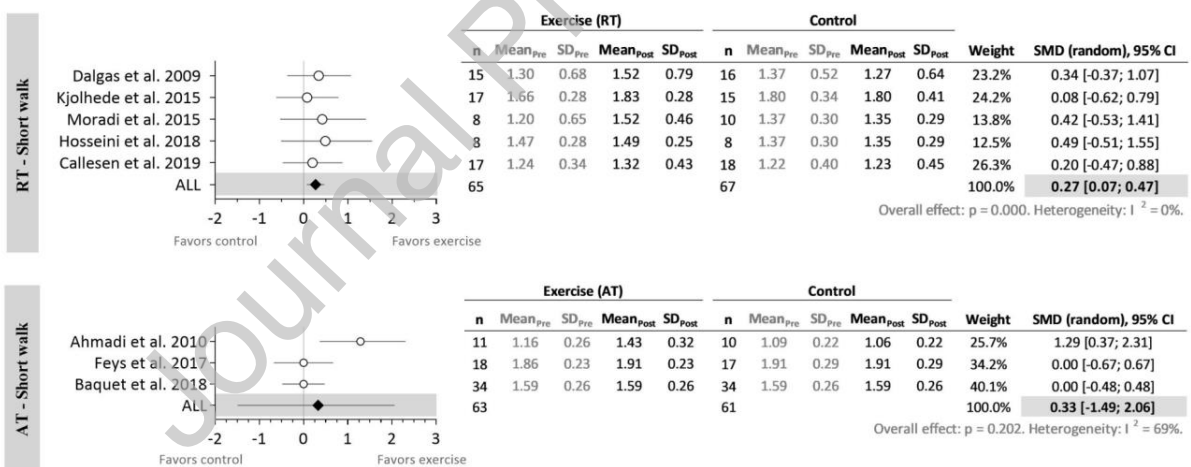 RT - Short walk
Exercise (RT) Control
n Mean_Pre SD_Pre Mean_Post SD_Post n Mean_Pre SD_Pre Mean_Post SD_Post Weight SMD (random), 95% CI
Dalgas et al. 2009 15 1.30 0.68 1.52 0.79 16 1.37 0.52 1.27 0.64 23.2% 0.34 [-0.37; 1.07]
Kjolhede et al. 2015 17 1.66 0.28 1.83 0.28 15 1.80 0.34 1.80 0.41 24.2% 0.08 [-0.62; 0.79]
Moradi et al. 2015 8 1.20 0.65 1.52 0.46 10 1.37 0.30 1.35 0.29 13.8% 0.42 [-0.53; 1.41]
Hosseini et al. 2018 8 1.47 0.28 1.49 0.25 8 1.37 0.30 1.35 0.29 12.5% 0.49 [-0.51; 1.55]
Callesen et al. 2019 17 1.24 0.34 1.32 0.43 18 1.22 0.40 1.23 0.45 26.3% 0.20 [-0.47; 0.88]
ALL 65 67 100.0% 0.27 [0.07; 0.47]
Overall effect: p = 0.000. Heterogeneity: I ² = 0%.
-2 -1 0 1 2 3
Favors control Favors exercise
AT - Short walk
Exercise (AT) Control
n Mean_Pre SD_Pre Mean_Post SD_Post n Mean_Pre SD_Pre Mean_Post SD_Post Weight SMD (random), 95% CI
Ahmadi et al. 2010 11 1.16 0.26 1.43 0.32 10 1.09 0.22 1.06 0.22 25.7% 1.29 [0.37; 2.31]
Feys et al. 2017 18 1.86 0.23 1.91 0.23 17 1.91 0.29 1.91 0.29 34.2% 0.00 [-0.67; 0.67]
Baquet et al. 2018 34 1.59 0.26 1.59 0.26 34 1.59 0.26 1.59 0.26 40.1% 0.00 [-0.48; 0.48]
ALL 63 61 100.0% 0.33 [-1.49; 2.06]
Overall effect: p = 0.202. Heterogeneity: I ² = 69%.
-2 -1 0 1 2 3
Favors control Favors exercise
Journal Pr